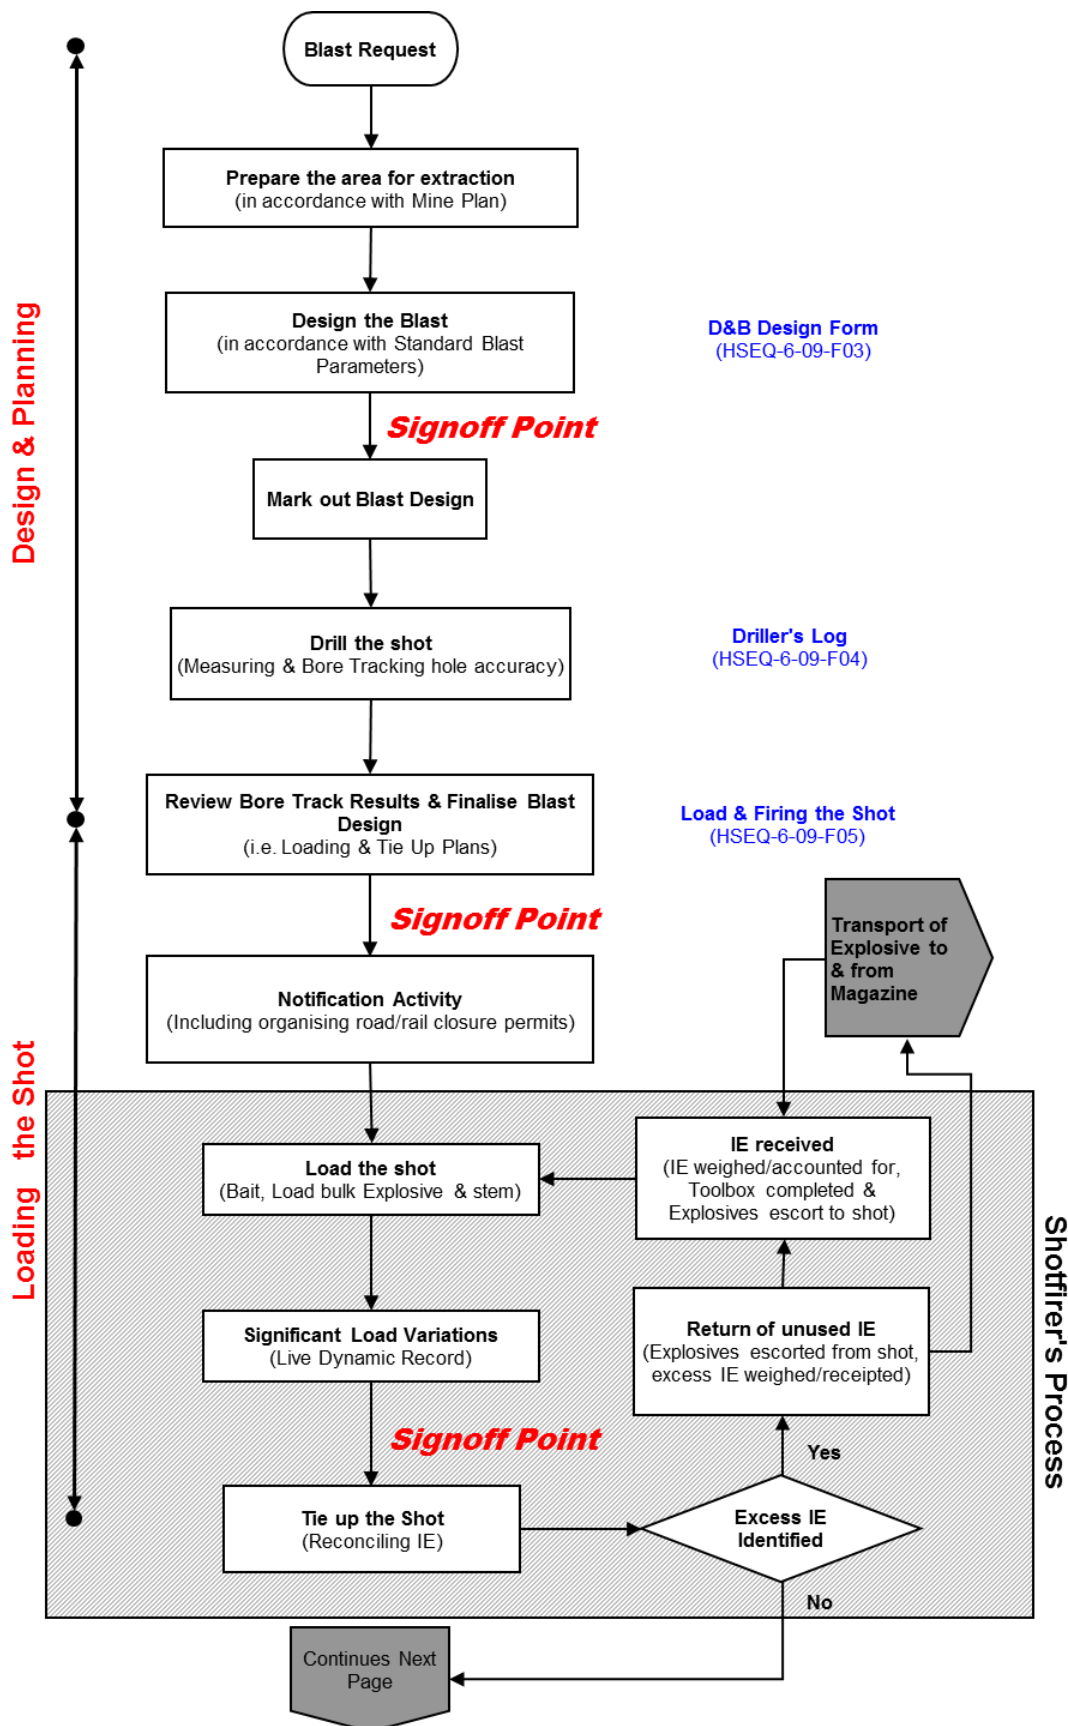 Blast Request
Prepare the area for extraction
(in accordance with Mine Plan)
Design the Blast
(in accordance with Standard Blast
Parameters)
D&B Design Form
(HSEQ-6-09-F03)
Signoff Point
Mark out Blast Design
Design & Planning
Drill the shot
(Measuring & Bore Tracking hole accuracy)
Driller's Log
(HSEQ-6-09-F04)
Review Bore Track Results & Finalise Blast
Design
(i.e. Loading & Tie Up Plans)
Load & Firing the Shot
(HSEQ-6-09-F05)
Signoff Point
Transport of
Explosive to
& from
Magazine
Notification Activity
(Including organising road/rail closure permits)
Loading the Shot
Load the shot
(Bait, Load bulk Explosive & stem)
IE received
(IE weighed/accounted for,
Toolbox completed &
Explosives escort to shot)
Shotfirer's Process
Significant Load Variations
(Live Dynamic Record)
Return of unused IE
(Explosives escorted from shot,
excess IE weighed/receipted)
Signoff Point
Yes
Tie up the Shot
(Reconciling IE)
Excess IE
Identified
No
Continues Next
Page